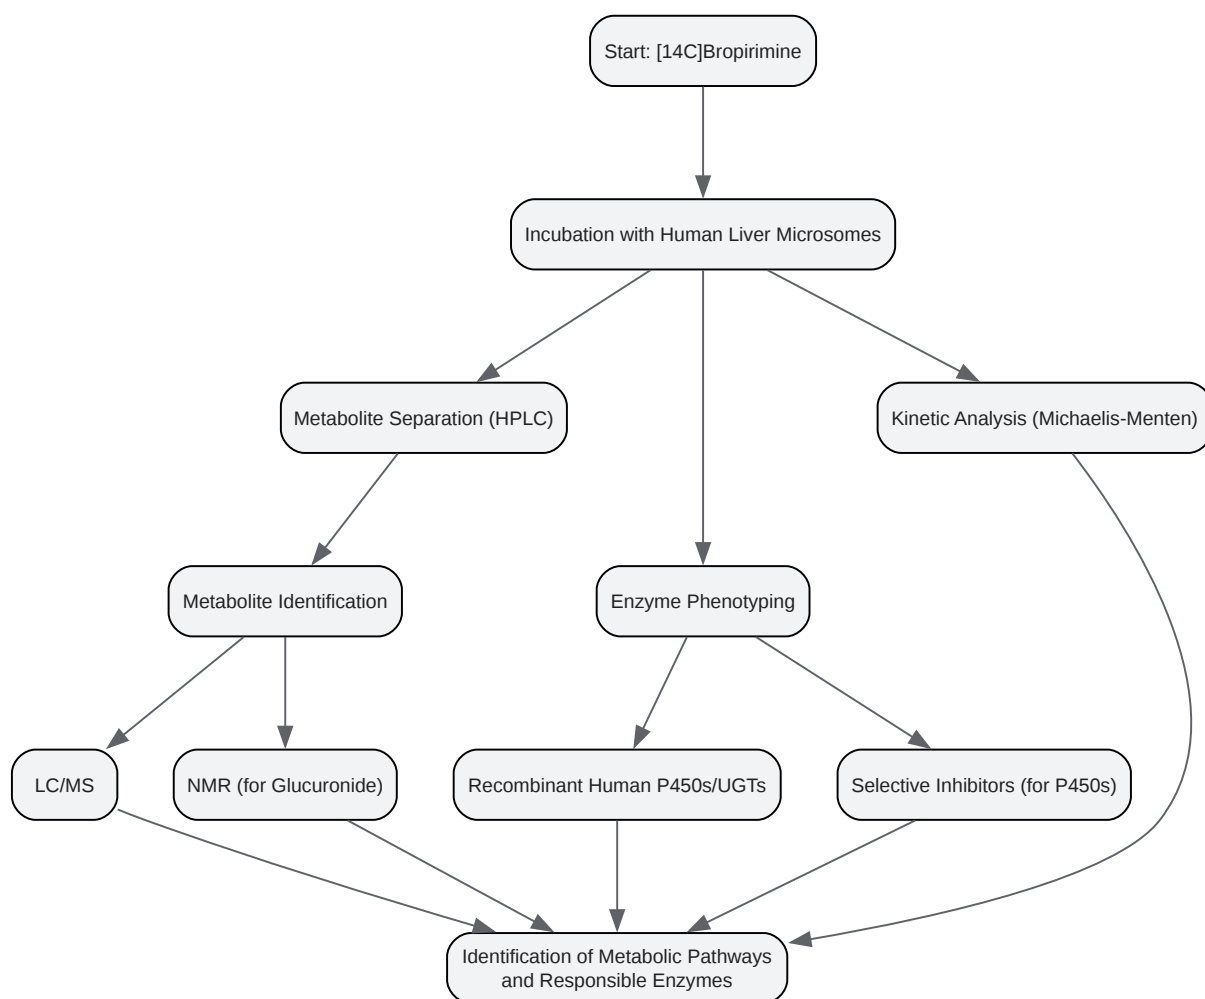 Start: [14C]Bropirimine
Incubation with Human Liver Microsomes
Metabolite Separation (HPLC)
Kinetic Analysis (Michaelis-Menten)
Metabolite Identification
Enzyme Phenotyping
LC/MS
NMR (for Glucuronide)
Recombinant Human P450s/UGTs
Selective Inhibitors (for P450s)
Identification of Metabolic Pathways
and Responsible Enzymes